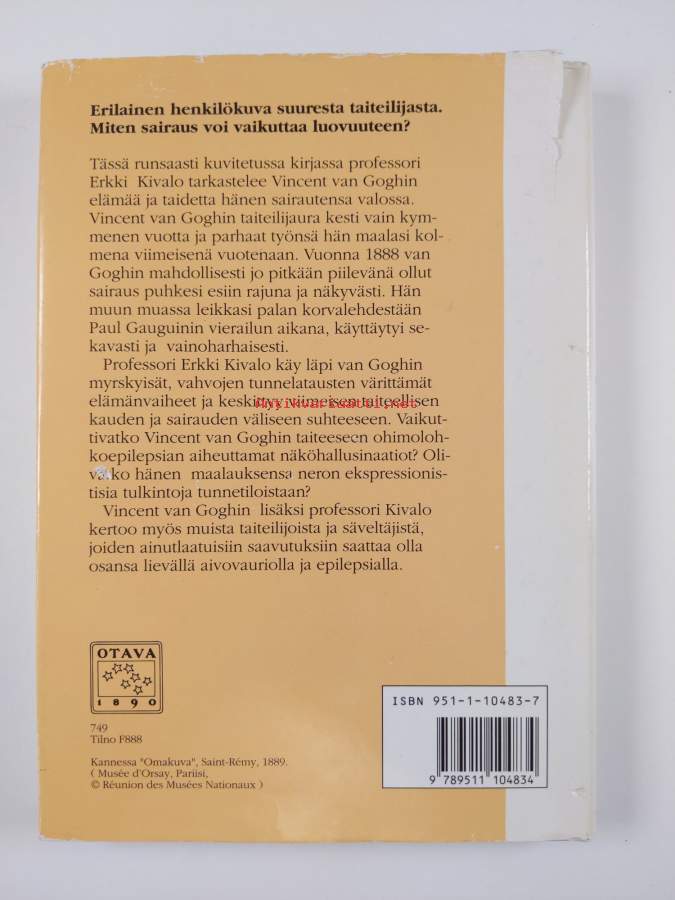 Erilainen henkilökuva suuresta taiteilijasta.
Miten sairaus voi vaikuttaa luovuuteen?
Tässä runsaasti kuvitetussa kirjassa professori
Erkki Kivalo tarkastelee Vincent van Goghin
elämää ja taidetta hänen sairautensa valossa.
Vincent van Goghin taiteilijaura kesti vain kym-
menen vuotta ja parhaat työnsä hän maalasi kol-
mena viimeisenä vuotenaan. Vuonna 1888 van
Goghin mahdollisesti jo pitkään piilevänä ollut
sairaus puhkesi esiin rajuna ja näkyvästi. Hän
muun muassa leikkasi palan korvalehdestään
Paul Gauguinin vierailun aikana, käyttäytyi se-
kavasti ja vainoharhaisesti.
Professori Erkki Kivalo käy läpi van Goghin
myrskyisät, vahvojen tunnelatausten värittämät
elämänvaiheet ja keskittyy viimeisen taiteellisen
Antikvariaatti.net
kauden ja sairauden väliseen suhteeseen. Vaikut-
tivatko Vincent van Goghin taiteeseen ohimoloh-
koepilepsian aiheuttamat näköhallusinaatiot? Oli-
vatko hänen maalauksensa neron ekspressionis-
tisia tulkintoja tunnetiloistaan?
Vincent van Goghin lisäksi professori Kivalo
kertoo myös muista taiteilijoista ja säveltäjistä,
joiden ainutlaatuisiin saavutuksiin saattaa olla
osansa lievällä aivovauriolla ja epilepsialla.
OTAVA
1890
749
Tilno F888
Kannessa "Omakuva", Saint-Rémy, 1889.
( Musée d'Orsay, Pariisi,
© Réunion des Musées Nationaux )
ISBN 951-1-10483-7
9 789511 104834